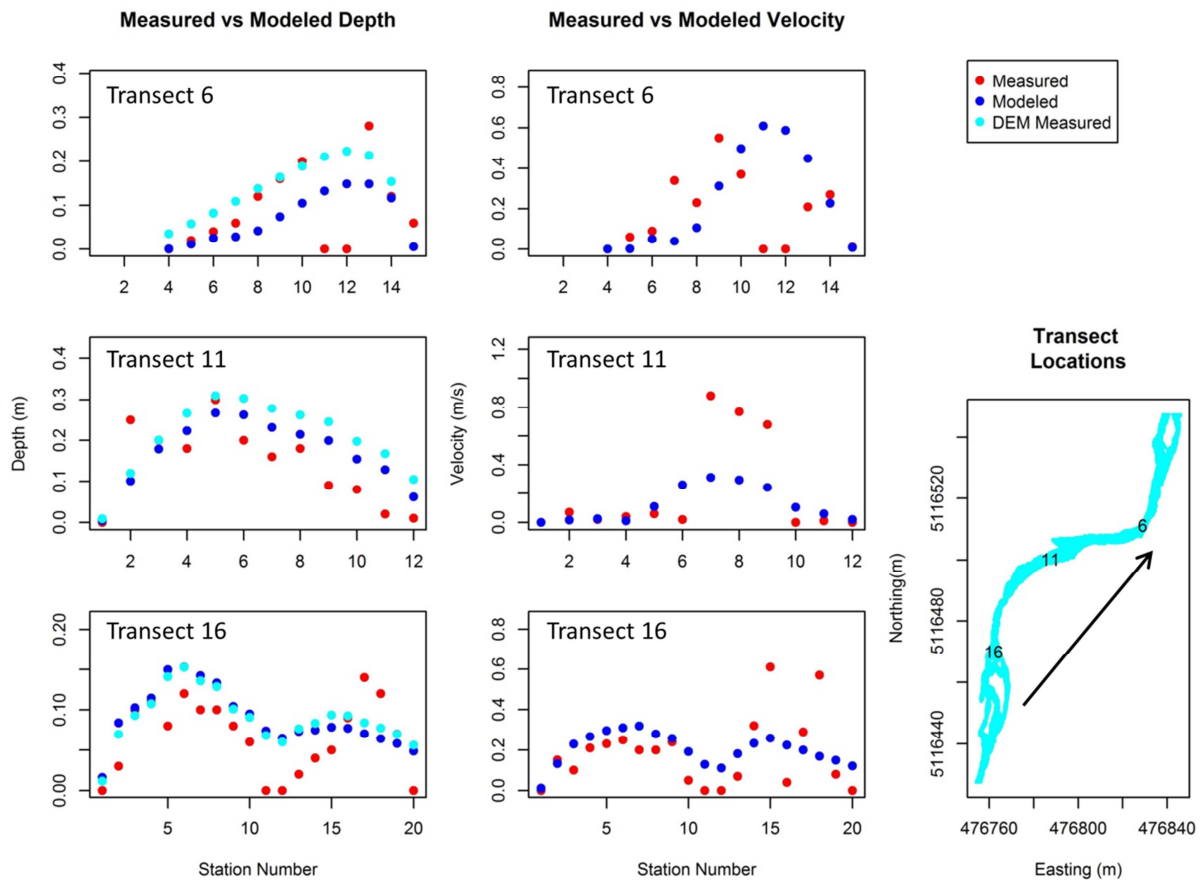 Measured vs Modeled Depth
Measured vs Modeled Velocity
Transect 6
0.0 0.1 0.2 0.3 0.4
2 4 6 8 10 12 14
Transect 6
0.0 0.2 0.4 0.6 0.8
2 4 6 8 10 12 14
Measured
Modeled
DEM Measured
Transect 11
0.0 0.1 0.2 0.3 0.4
Depth (m)
2 4 6 8 10 12
Transect 11
0.0 0.4 0.8 1.2
Velocity (m/s)
2 4 6 8 10 12
Transect 16
0.00 0.10 0.20
5 10 15 20
Station Number
Transect 16
0.0 0.2 0.4 0.6 0.8
5 10 15 20
Station Number
Transect
Locations
6
11
16
Northing(m)
5116440 5116480 5116520
476760 476800 476840
Easting (m)